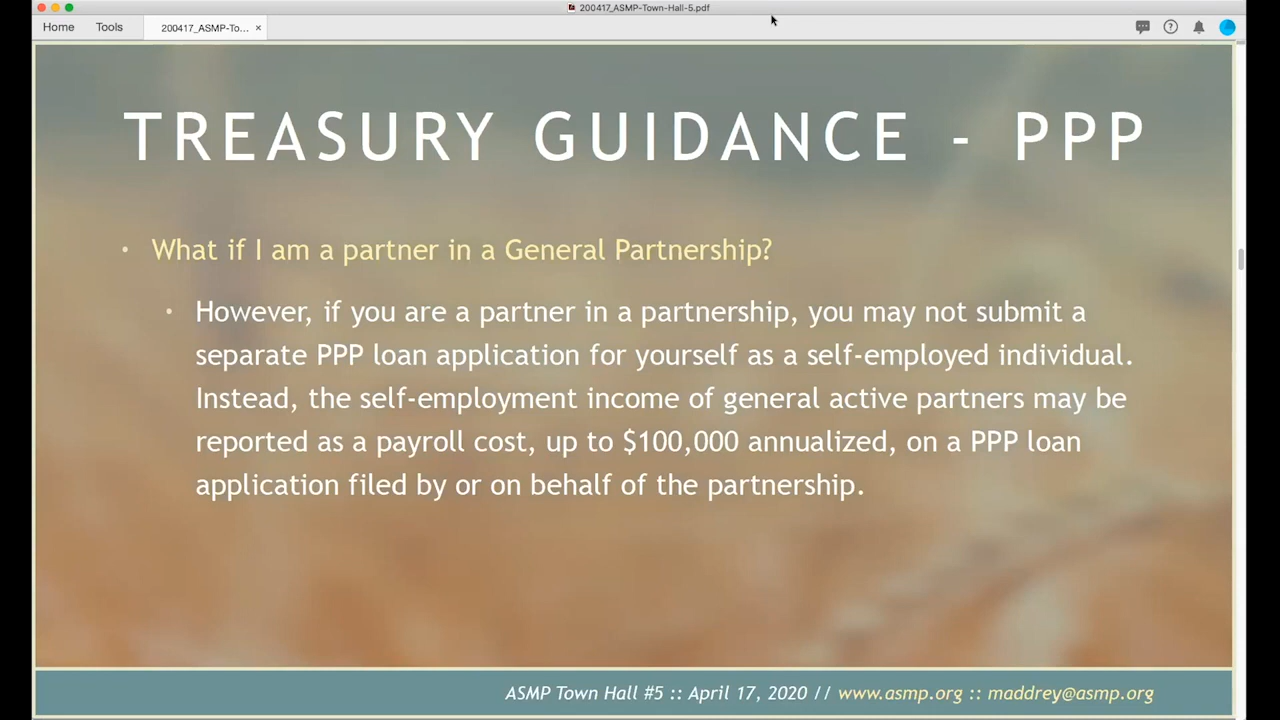 200417_ASMP-Town-Hall-5.pdf
Home Tools 200417_ASMP-To... ×
TREASURY GUIDANCE - PPP
• What if I am a partner in a General Partnership?
• However, if you are a partner in a partnership, you may not submit a
separate PPP loan application for yourself as a self-employed individual.
Instead, the self-employment income of general active partners may be
reported as a payroll cost, up to $100,000 annualized, on a PPP loan
application filed by or on behalf of the partnership.
ASMP Town Hall #5 :: April 17, 2020 // www.asmp.org :: maddrey@asmp.org